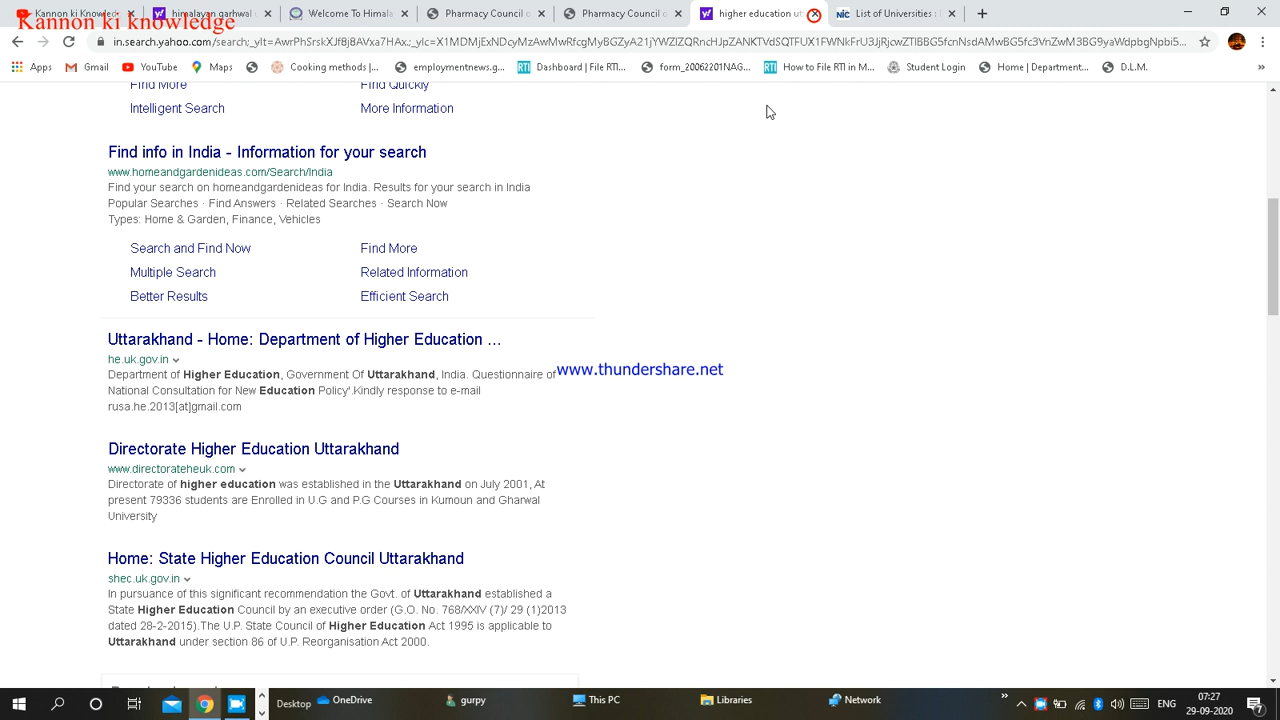 Kannon ki knowledge
Kannon ki Knowled
himalayan garhwal u
Welcome To Himala
Pharmacy Council o
Pharmacy Council o
higher education utt
List of Universities
in.search.yahoo.com/search;_ylt=AwrPhSrskXJf8j8AVxa7HAx.;_ylc=X1MDMjExNDcyMzAwMwRfcgMyBGZyA21jYWZlZQRncHJpZANKTVdSQTFUX1FWNkFrU3JjRjcwZTlBBG5fcnNsdAMwBG5fc3VnZwM3BG9yaWdpbgNpbi5...
Apps
Gmail
YouTube
Maps
Cooking methods |...
employmentnews.g...
Dashboard | File RTI...
form_20062201NAG...
How to File RTI in M...
Student Login
Home | Department...
D.L.M.
»
Find More
Find Quickly
Intelligent Search
More Information
Find info in India - Information for your search
www.homeandgardenideas.com/Search/India
Find your search on homeandgardenideas for India. Results for your search in India
Popular Searches · Find Answers · Related Searches · Search Now
Types: Home & Garden, Finance, Vehicles
Search and Find Now
Find More
Multiple Search
Related Information
Better Results
Efficient Search
Uttarakhand - Home: Department of Higher Education ...
he.uk.gov.in
Department of Higher Education, Government Of Uttarakhand, India. Questionnaire of
www.thundershare.net
National Consultation for New Education Policy'.Kindly response to e-mail
rusa.he.2013[at]gmail.com
Directorate Higher Education Uttarakhand
www.directorateheuk.com
Directorate of higher education was established in the Uttarakhand on July 2001, At
present 79336 students are Enrolled in U.G and P.G Courses in Kumoun and Gharwal
University
Home: State Higher Education Council Uttarakhand
shec.uk.gov.in
In pursuance of this significant recommendation the Govt. of Uttarakhand established a
State Higher Education Council by an executive order (G.O. No. 768/XXIV (7)/ 29 (1)2013
dated 28-2-2015).The U.P. State Council of Higher Education Act 1995 is applicable to
Uttarakhand under section 86 of U.P. Reorganisation Act 2000.
Desktop
OneDrive
gurpy
This PC
Libraries
Network
»
ENG
07:27
29-09-2020